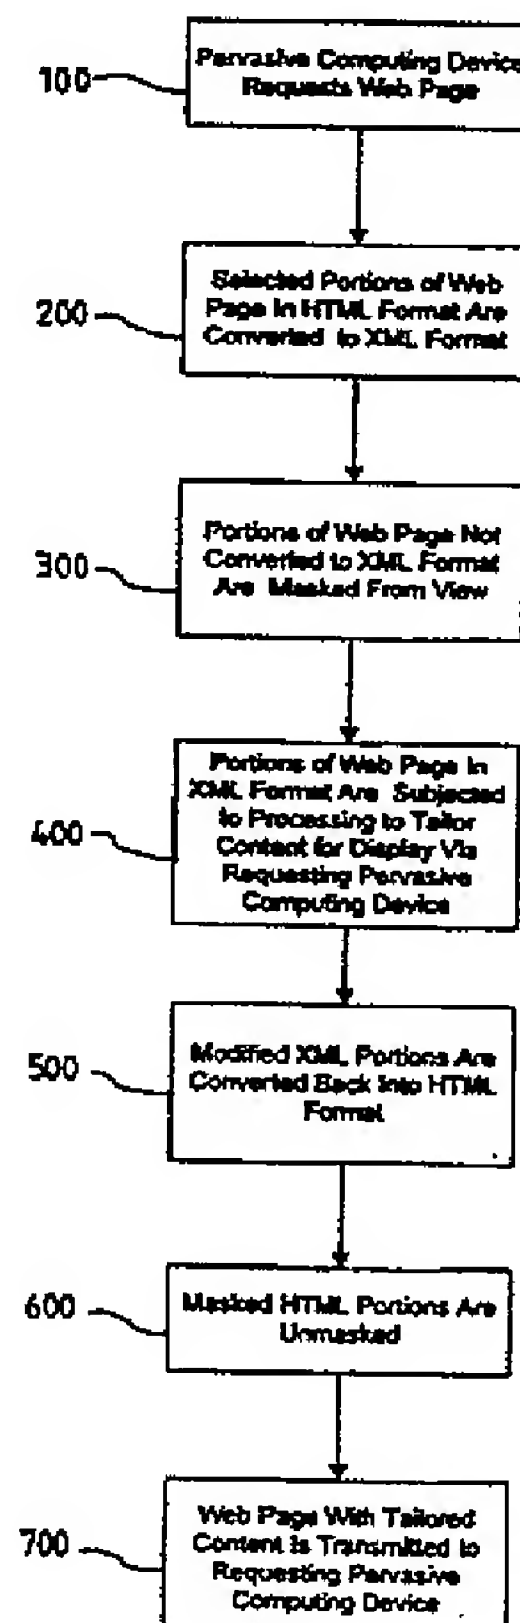 100
Pervasive Computing Device
Requests Web Page
200
Selected Portions of Web
Page In HTML Format Are
Converted to XML Format
300
Portions of Web Page Not
Converted to XML Format
Are Masked From View
400
Portions of Web Page In
XML Format Are Subjected
to Processing to Tailor
Content for Display Via
Requesting Pervasive
Computing Device
500
Modified XML Portions Are
Converted Back Into HTML
Format
600
Masked HTML Portions Are
Unmasked
700
Web Page With Tailored
Content Is Transmitted to
Requesting Pervasive
Computing Device